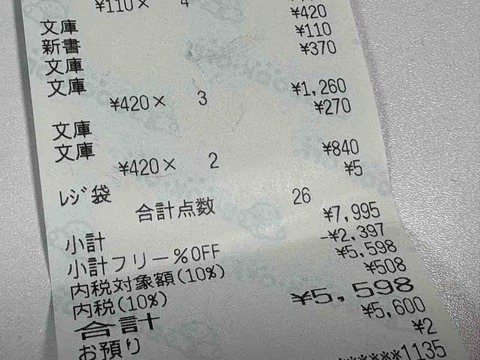 ¥110× 4
文庫 ¥420
新書 ¥110
文庫 ¥370
文庫
¥420× 3 ¥1,260
文庫 ¥270
文庫
¥420× 2 ¥840
レジ袋 ¥5
合計点数 26
小計 ¥7,995
小計フリー%OFF -¥2,397
内税対象額(10%) ¥5,598
内税(10%) ¥508
合計 ¥5,598
お預り ¥5,600
¥2
1135